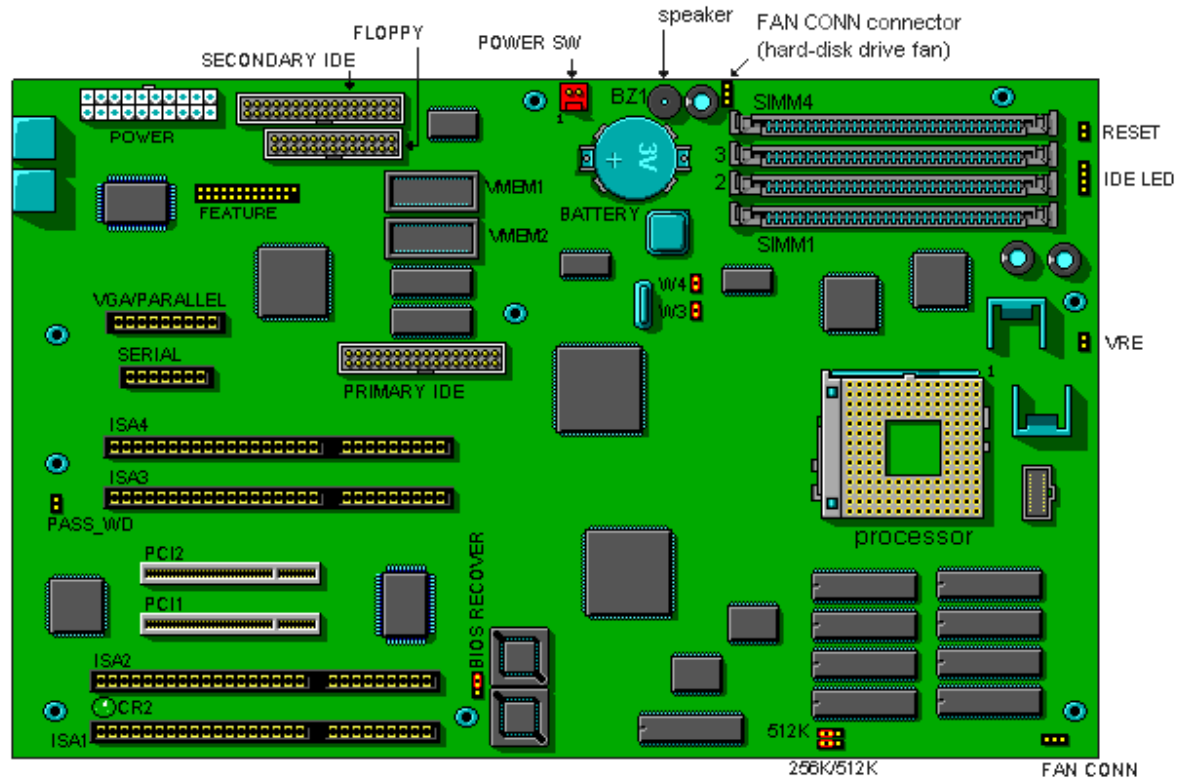 speaker
FAN CONN connector
(hard-disk drive fan)
FLOPPY
POWER SW
SECONDARY IDE
POWER
1
BZ1
SIMM4
RESET
3V
+
3
2
IDE LED
FEATURE
VMEM1
BATTERY
VMEM2
SIMM1
W4
W3
VGA/PARALLEL
VRE
SERIAL
PRIMARY IDE
1
ISA4
ISA3
PASS_WD
processor
PCI2
PCI1
BIOS RECOVER
ISA2
CR2
ISA1
512K
256K/512K
FAN CONN